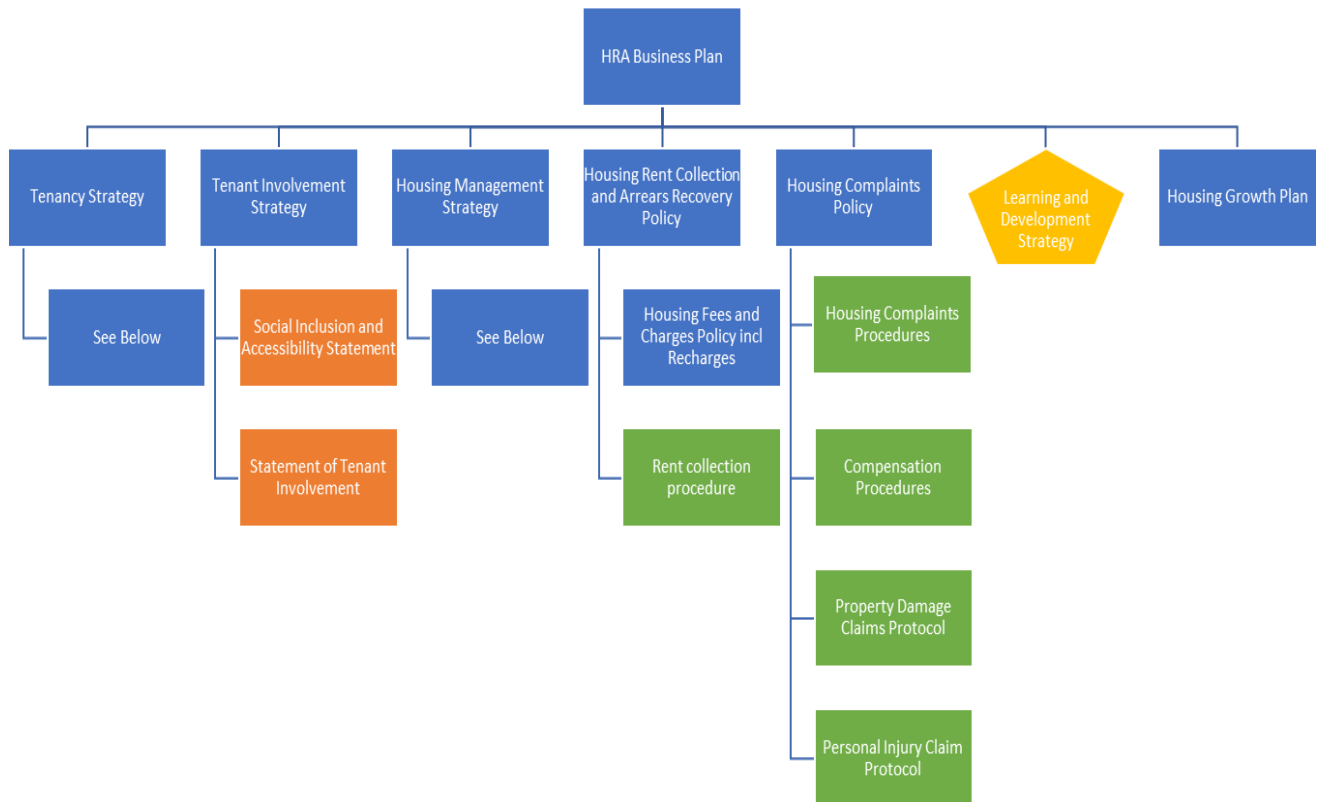 HRA Business Plan
Tenancy Strategy
Tenant Involvement
Strategy
Housing Management
Strategy
Housing Rent Collection
and Arrears Recovery
Policy
Housing Complaints
Policy
Learning and
Development
Strategy
Housing Growth Plan
See Below
Social Inclusion and
Accessibility Statement
See Below
Housing Fees and
Charges Policy incl
Recharges
Housing Complaints
Procedures
Statement of Tenant
Involvement
Rent collection
procedure
Compensation
Procedures
Property Damage
Claims Protocol
Personal Injury Claim
Protocol